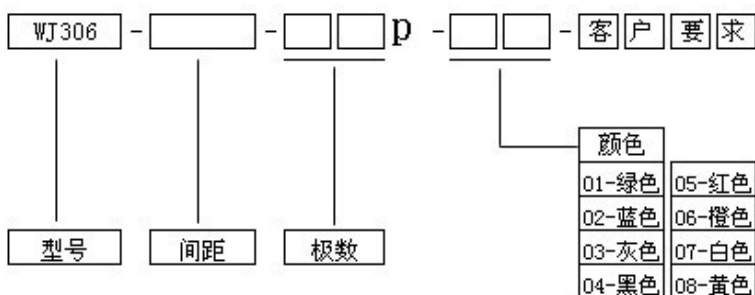 WJ306 - - p - - 客户要求
颜色
01-绿色 05-红色
02-蓝色 06-橙色
型号 间距 极数 03-灰色 07-白色
04-黑色 08-黄色